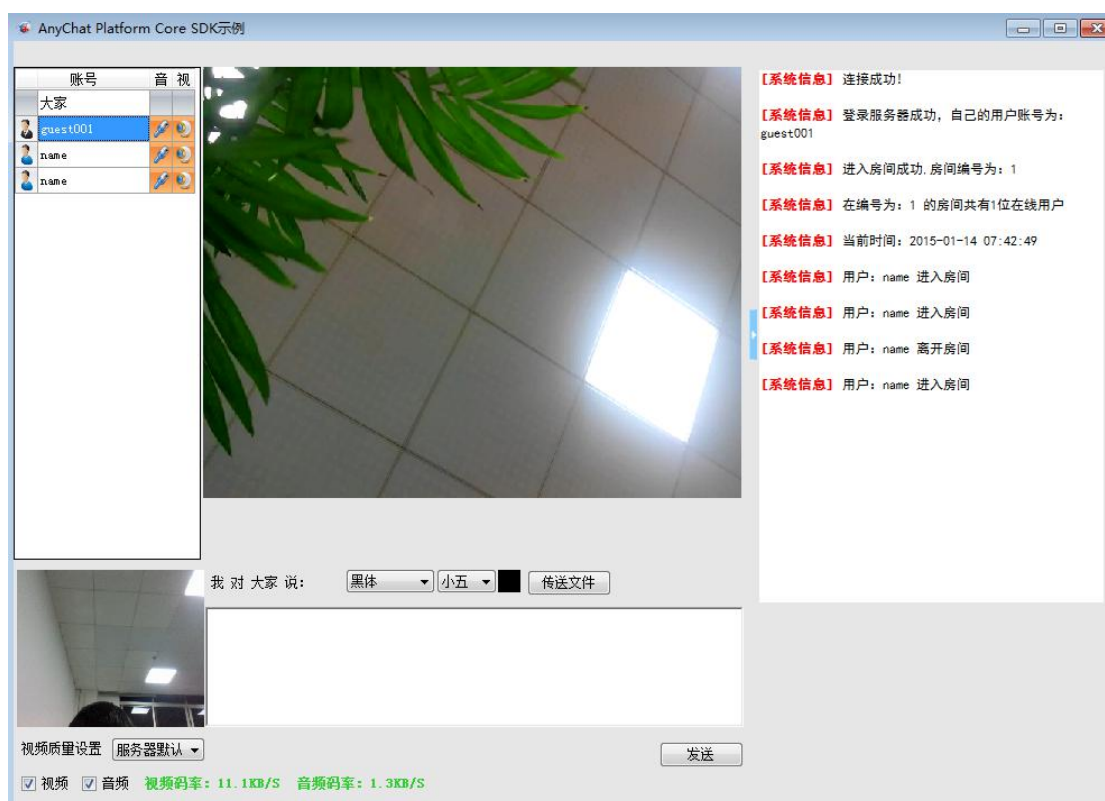 AnyChat Platform Core SDK示例
账号 音 视
大家
guest001
name
name
[系统信息] 连接成功!
[系统信息] 登录服务器成功，自己的用户账号为:
guest001
[系统信息] 进入房间成功.房间编号为: 1
[系统信息] 在编号为: 1 的房间共有1位在线用户
[系统信息] 当前时间: 2015-01-14 07:42:49
[系统信息] 用户: name 进入房间
[系统信息] 用户: name 进入房间
[系统信息] 用户: name 离开房间
[系统信息] 用户: name 进入房间
我 对 大家 说: 黑体 小五 传送文件
视频质量设置 服务器默认 发送
视频 音频 视频码率: 11.1KB/S 音频码率: 1.3KB/S